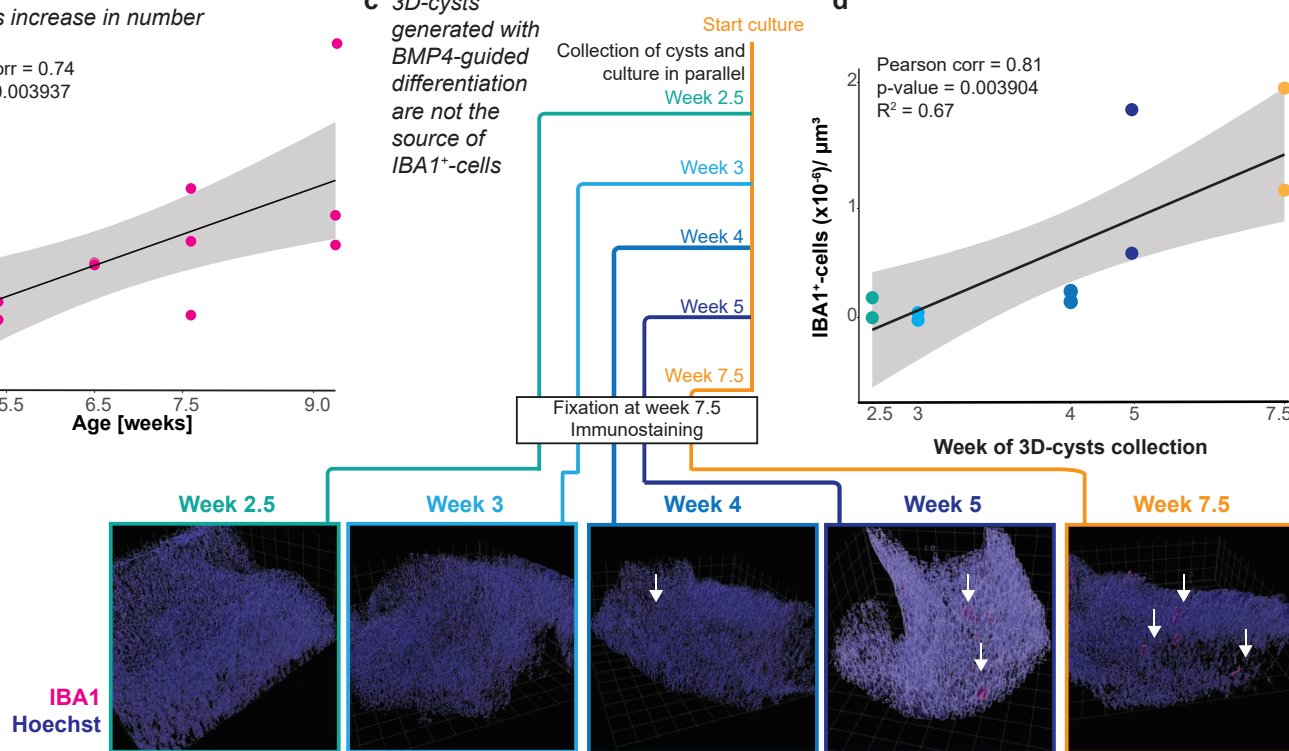 s increase in number
orr = 0.74
0.003937
5.5
6.5
7.5
9.0
Age [weeks]
c
3D-cysts
generated with
BMP4-guided
differentiation
are not the
source of
IBA1⁺-cells
Start culture
Collection of cysts and
culture in parallel
Week 2.5
Week 3
Week 4
Week 5
Week 7.5
Fixation at week 7.5
Immunostaining
d
Pearson corr = 0.81
p-value = 0.003904
R² = 0.67
2
1
0
IBA1⁺-cells (x10⁻⁶)/ µm³
2.5
3
4
5
7.5
Week of 3D-cysts collection
Week 2.5
Week 3
Week 4
Week 5
Week 7.5
IBA1
Hoechst